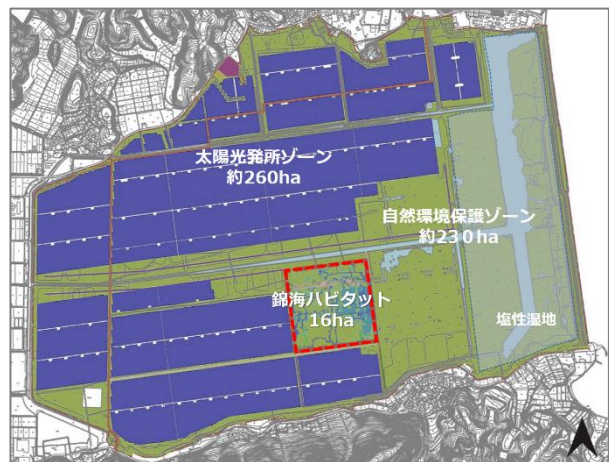 太陽光発所ゾーン
約260ha
自然環境保護ゾーン
約230ha
錦海ハビタット
16ha
塩性湿地